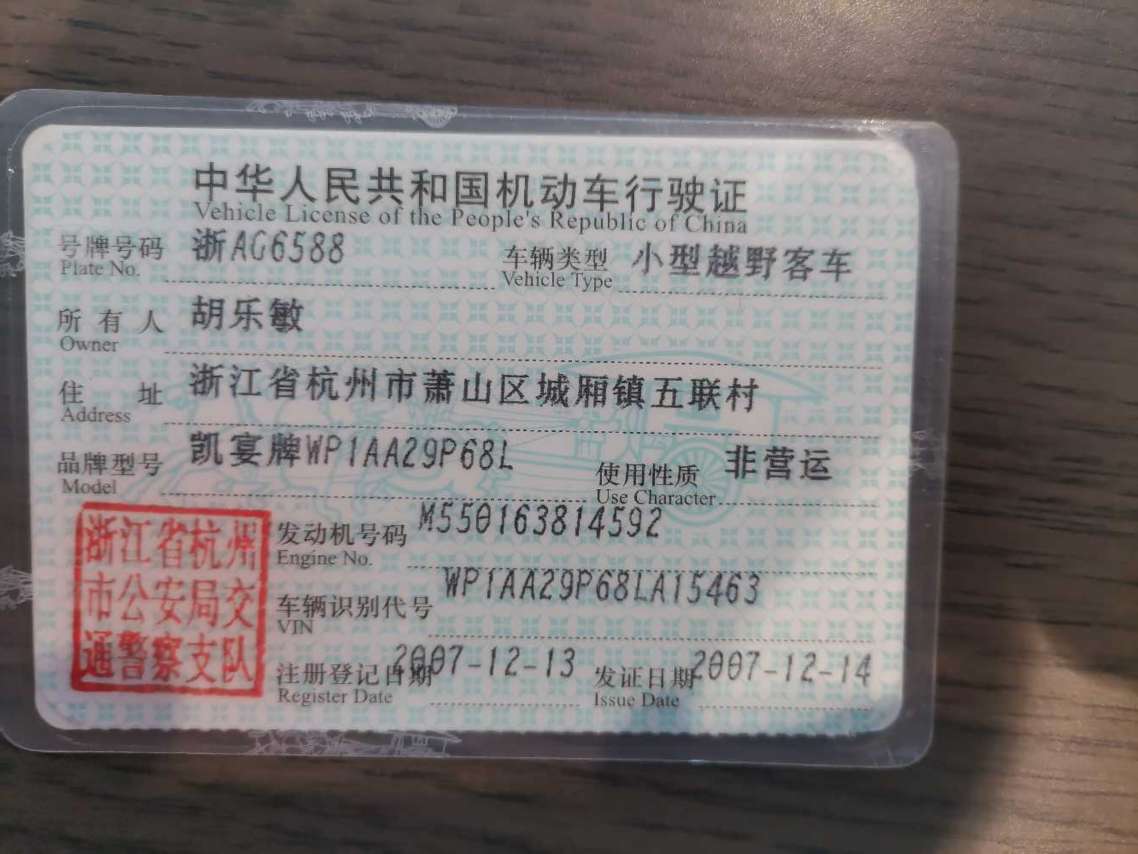 中华人民共和国机动车行驶证
Vehicle License of the People's Republic of China
号牌号码 浙AG6588 车辆类型 小型越野客车
Plate No. Vehicle Type
所有人 胡乐敏
Owner
住址 浙江省杭州市萧山区城厢镇五联村
Address
品牌型号 凯宴牌WP1AA29P68L 使用性质 非营运
Model Use Character
发动机号码 M550163814592
Engine No.
车辆识别代号 WP1AA29P68LA15463
VIN
注册登记日期 2007-12-13 发证日期 2007-12-14
Register Date Issue Date
浙江省杭州
市公安局交
通警察支队